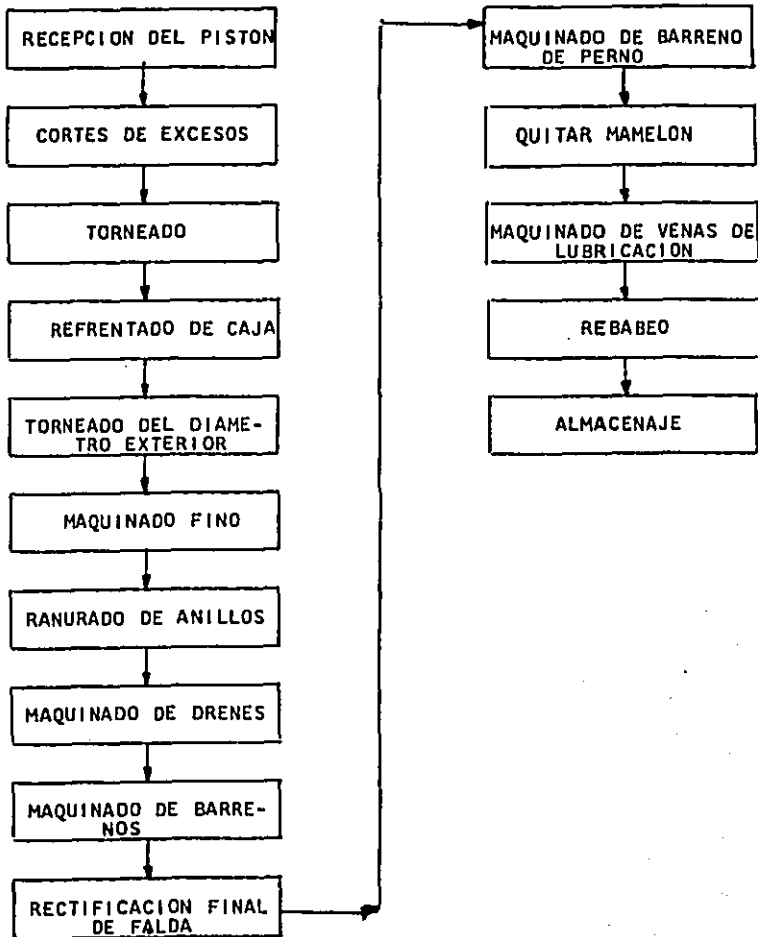 RECEPCION DEL PISTON
CORTES DE EXCESOS
TORNEADO
REFRENTADO DE CAJA
TORNEADO DEL DIAME-
TRO EXTERIOR
MAQUINADO FINO
RANURADO DE ANILLOS
MAQUINADO DE DRENES
MAQUINADO DE BARRE-
NOS
RECTIFICACION FINAL
DE FALDA
MAQUINADO DE BARRENO
DE PERNO
QUITAR MAMELON
MAQUINADO DE VENAS DE
LUBRICACION
REBABEO
ALMACENAJE